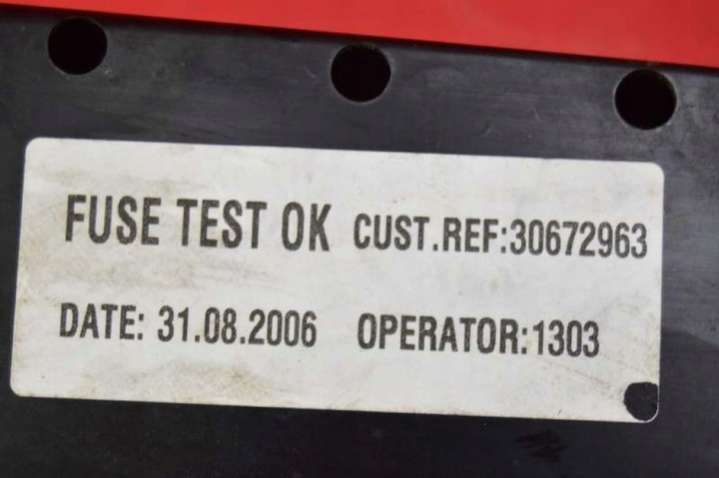 FUSE TEST OK CUST.REF:30672963
DATE: 31.08.2006 OPERATOR:1303